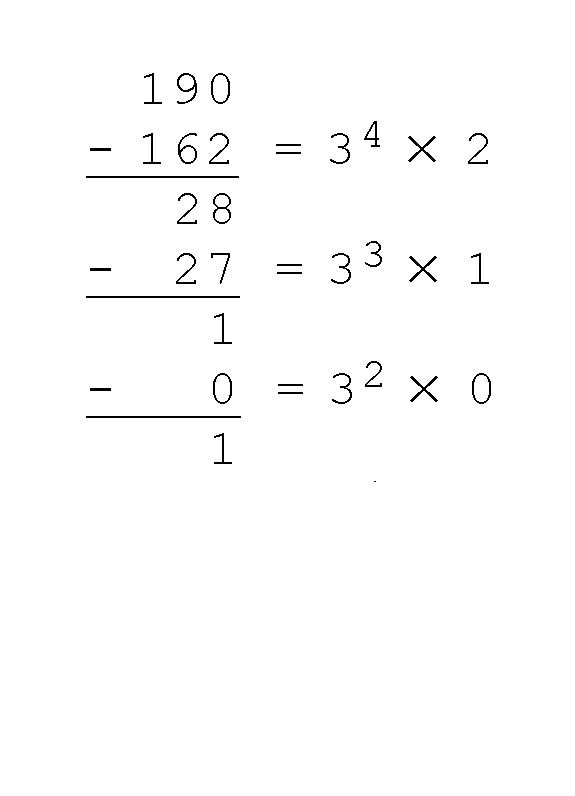 190
- 162 = 3⁴ × 2
28
- 27 = 3³ × 1
1
- 0 = 3² × 0
1